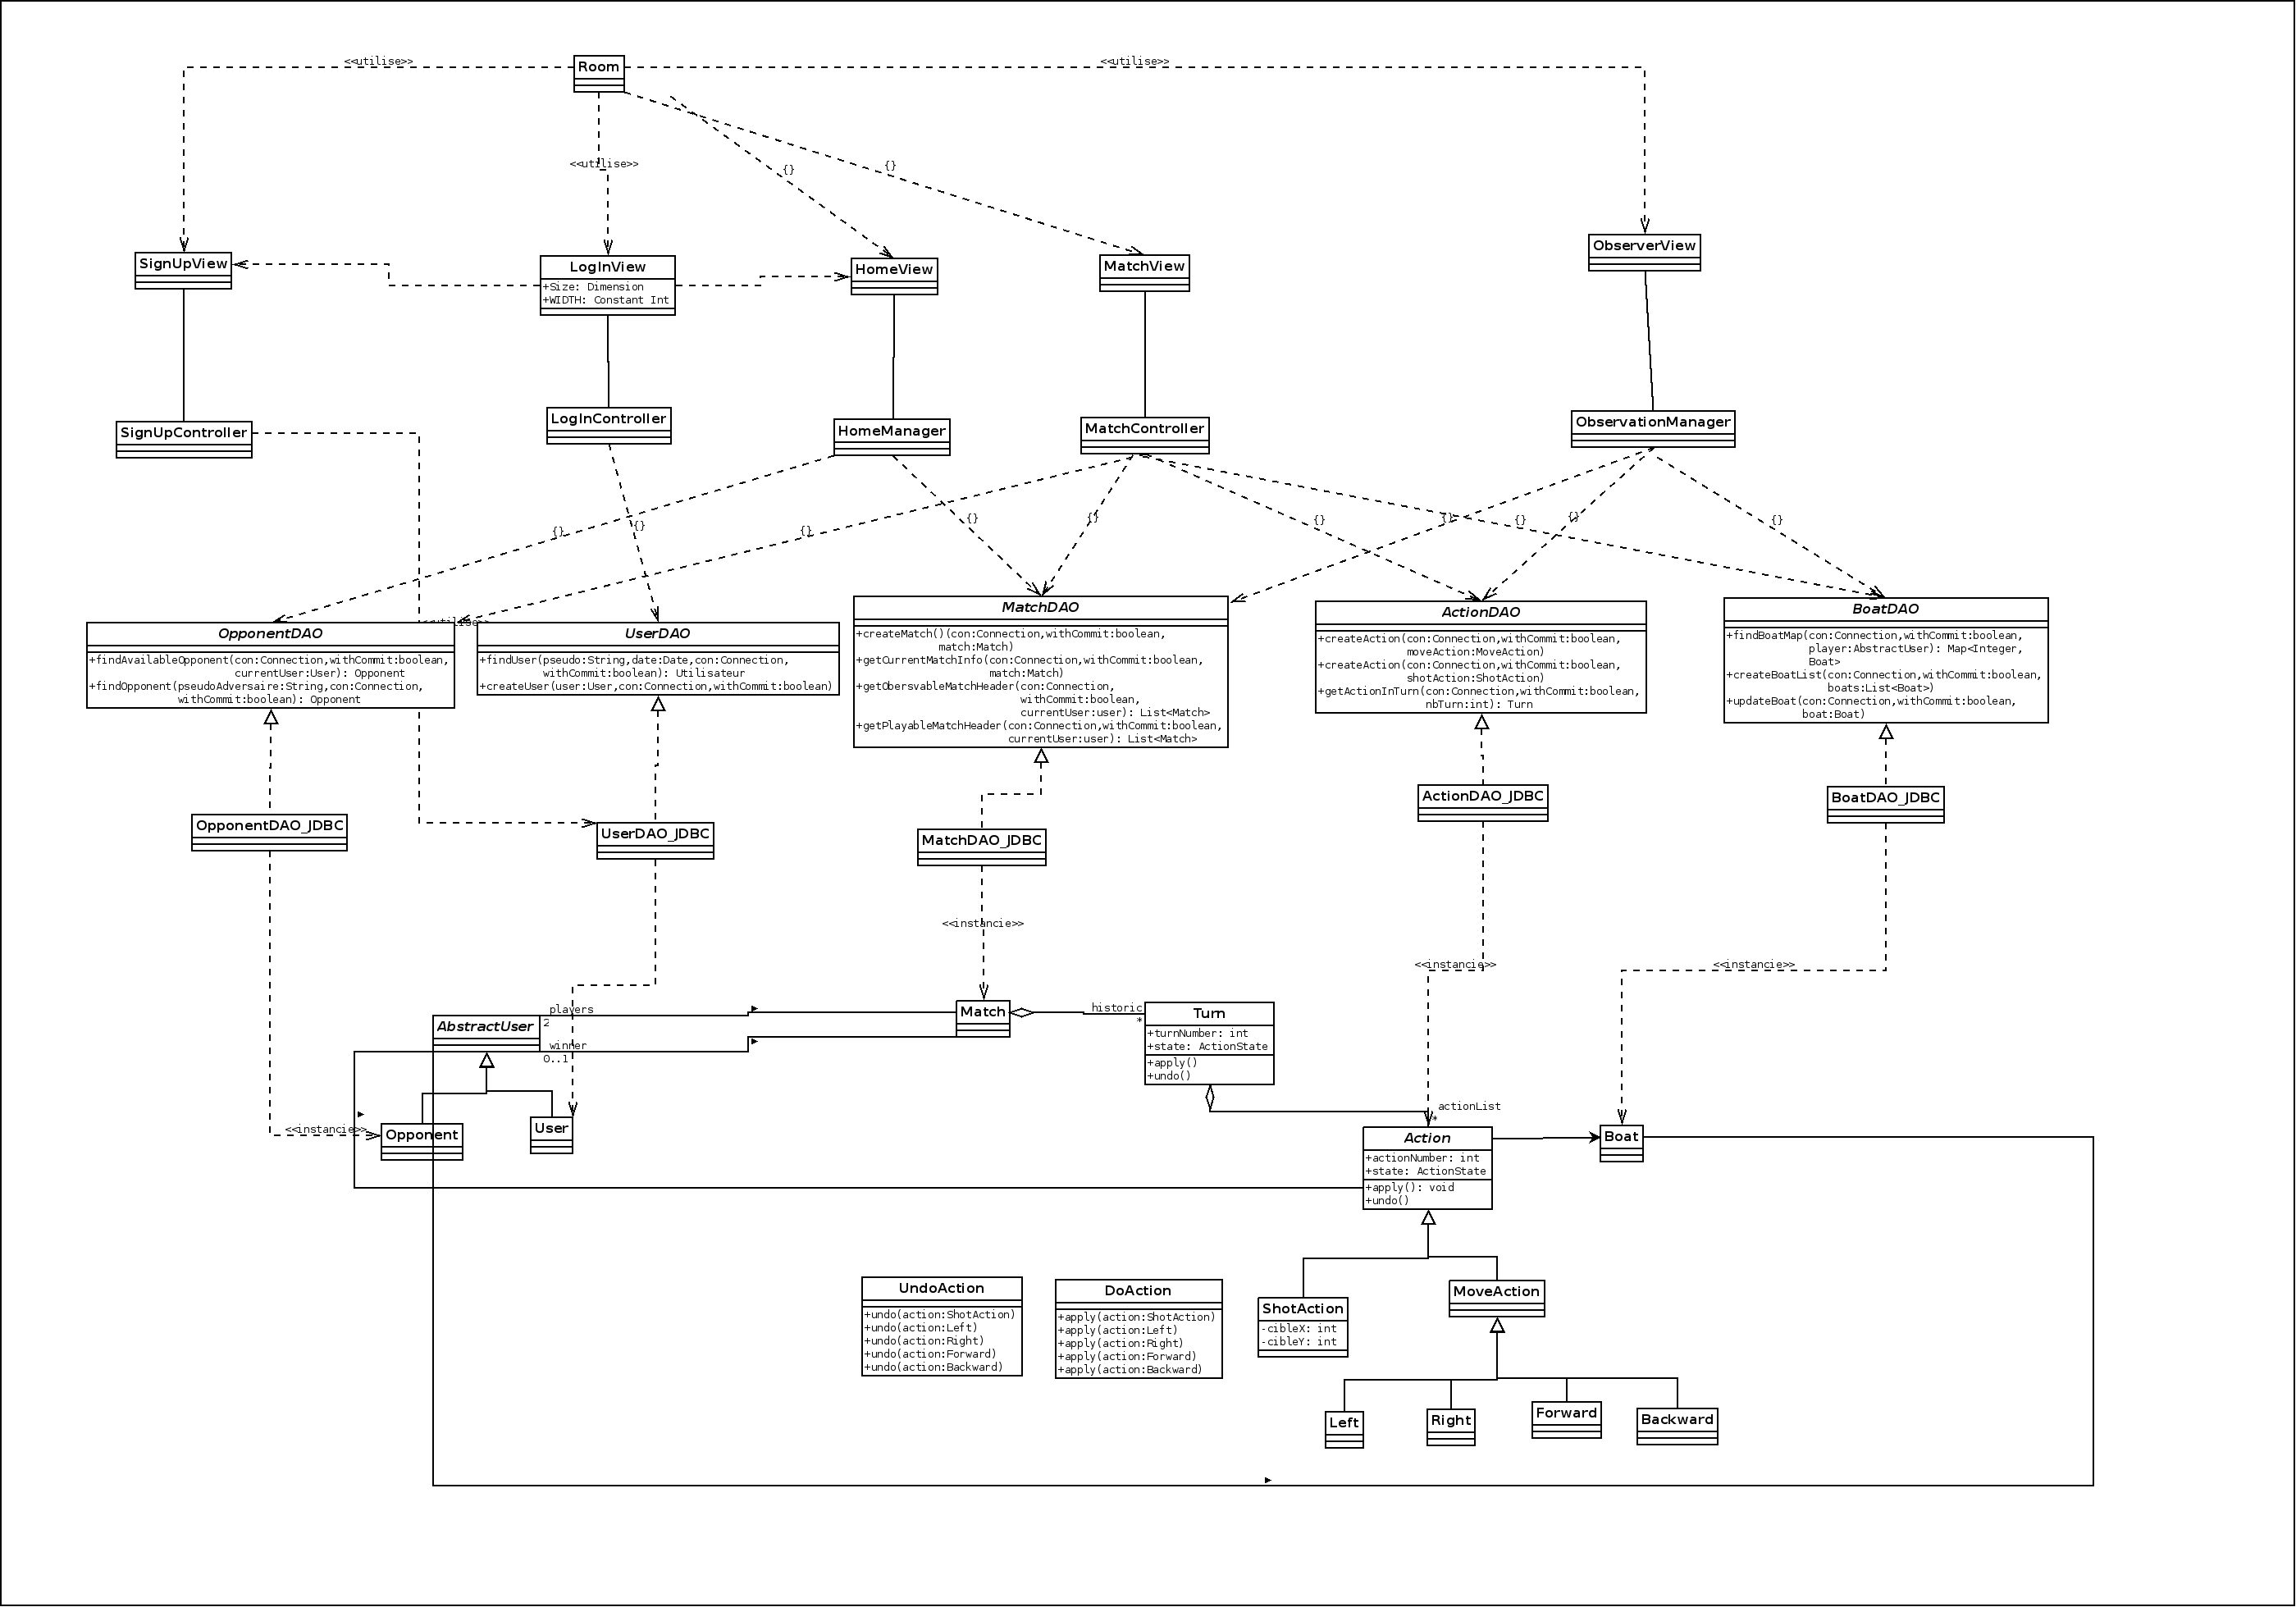 <<utilise>>
Room
<<utilise>>
<<utilise>>
{}
{}
SignUpView
LogInView
+Size: Dimension
+WIDTH: Constant Int
HomeView
MatchView
ObserverView
SignUpController
LogInController
HomeManager
MatchController
ObservationManager
{}
{}
{}
{}
{}
{}
{}
{}
{}
{}
<<utilise>>
OpponentDAO
+findAvailableOpponent(con:Connection,withCommit:boolean,
currentUser:User): Opponent
+findOpponent(pseudoAdversaire:String,con:Connection,
withCommit:boolean): Opponent
UserDAO
+findUser(pseudo:String,date:Date,con:Connection,
withCommit:boolean): Utilisateur
+createUser(user:User,con:Connection,withCommit:boolean)
MatchDAO
+createMatch()(con:Connection,withCommit:boolean,
match:Match)
+getCurrentMatchInfo(con:Connection,withCommit:boolean,
match:Match)
+getObersvableMatchHeader(con:Connection,
withCommit:boolean,
currentUser:user): List<Match>
+getPlayableMatchHeader(con:Connection,withCommit:boolean,
currentUser:user): List<Match>
ActionDAO
+createAction(con:Connection,withCommit:boolean,
moveAction:MoveAction)
+createAction(con:Connection,withCommit:boolean,
shotAction:ShotAction)
+getActionInTurn(con:Connection,withCommit:boolean,
nbTurn:int): Turn
BoatDAO
+findBoatMap(con:Connection,withCommit:boolean,
player:AbstractUser): Map<Integer,
Boat>
+createBoatList(con:Connection,withCommit:boolean,
boats:List<Boat>)
+updateBoat(con:Connection,withCommit:boolean,
boat:Boat)
OpponentDAO_JDBC
UserDAO_JDBC
MatchDAO_JDBC
ActionDAO_JDBC
BoatDAO_JDBC
<<instancie>>
<<instancie>>
<<instancie>>
AbstractUser
players
2
winner
0..1
Match
historic
*
Turn
+turnNumber: int
+state: ActionState
+apply()
+undo()
<<instancie>>
Opponent
User
actionList
*
Action
+actionNumber: int
+state: ActionState
+apply(): void
+undo()
Boat
UndoAction
+undo(action:ShotAction)
+undo(action:Left)
+undo(action:Right)
+undo(action:Forward)
+undo(action:Backward)
DoAction
+apply(action:ShotAction)
+apply(action:Left)
+apply(action:Right)
+apply(action:Forward)
+apply(action:Backward)
ShotAction
-cibleX: int
-cibleY: int
MoveAction
Left
Right
Forward
Backward